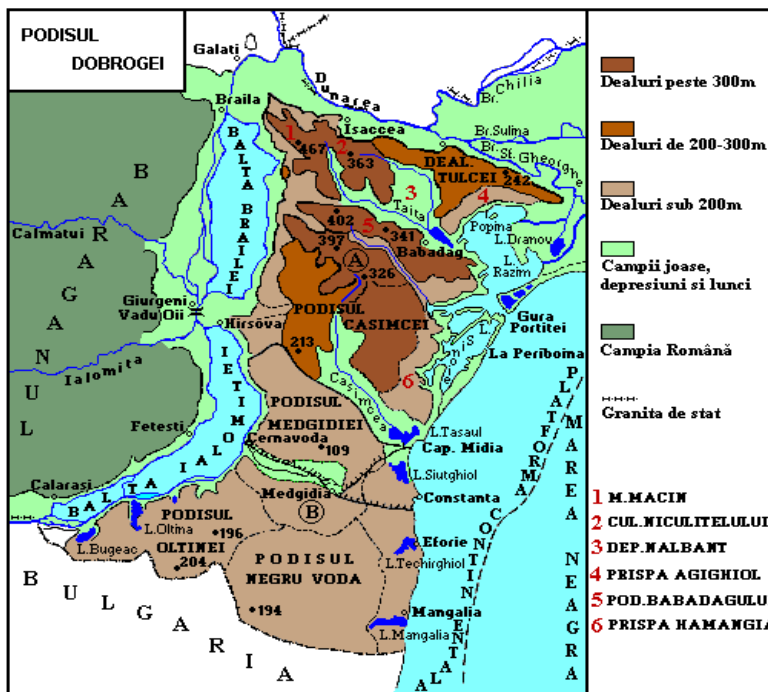 PODISUL
DOBROGEI
Galati
Dunarea
Br. Chilia
Braila
Isaccea
Br.Sulina
Br.St.Gheorghe
BALTA BRAILEI
1
467
2
363
DEAL.
TULCEI
242
3
4
Taita
BARAGANUL
Calmatui
402
5
341
397
A
Babadag
Popina
L.Dranov
L.
Razim
326
Giurgeni
Vadu Oii
Hirsova
PODISUL
CASIMCEI
L. Sinoe
Gura
Portitei
213
La Periboina
Ialomita
6
Casimcea
PODISUL
MEDGIDIEI
Fetesti
Cernavoda
109
L.Tasaul
Cap. Midia
L.Siutghiol
Calarasi
BALTA IALOMITEI
Medgidia
B
Constanta
L.Oltina
PODISUL
OLTINEI
196
L.Bugeac
204
Eforie
L.Techirghiol
PODISUL
NEGRU VODA
194
Mangalia
L.Mangalia
BULGARIA
PLATFORMA CONTINENTALA
MAREA NEAGRA
Dealuri peste 300m
Dealuri de 200-300m
Dealuri sub 200m
Campii joase,
depresiuni si lunci
Campia Română
Granita de stat
1 M.MACIN
2 CUL.NICULITELULUI
3 DEP.NALBANT
4 PRISPA AGIGHIOL
5 POD.BABADAGULU
6 PRISPA HAMANGIA